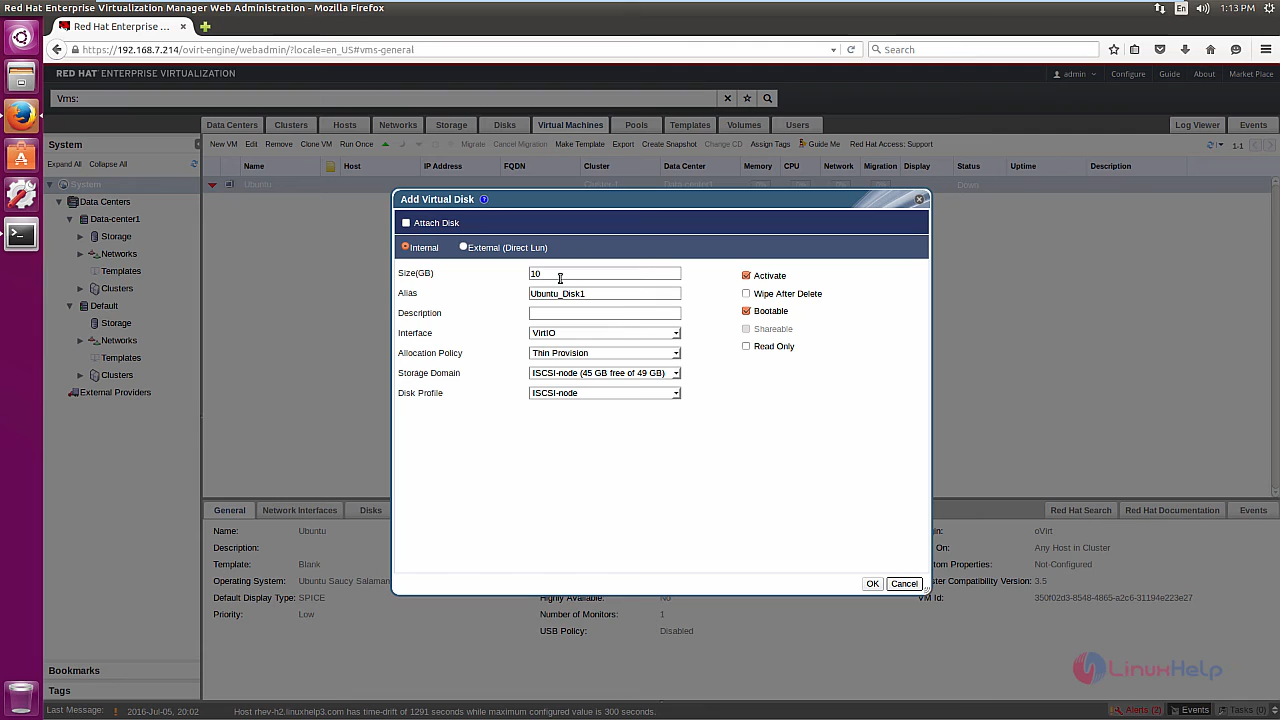 Red Hat Enterprise Virtualization Manager Web Administration - Mozilla Firefox
En 1:13 PM
Red Hat Enterprise ...
https://192.168.7.214/ovirt-engine/webadmin/?locale=en_US#vms-general
Search
RED HAT ENTERPRISE VIRTUALIZATION
admin Configure Guide About Market Place
Vms:
Data Centers Clusters Hosts Networks Storage Disks Virtual Machines Pools Templates Volumes Users Log Viewer Events
System
Expand All Collapse All
New VM Edit Remove Clone VM Run Once Migrate Cancel Migration Make Template Export Create Snapshot Change CD Assign Tags Guide Me Red Hat Access: Support 1-1
Name Host IP Address FQDN Cluster Data Center Memory CPU Network Migration Display Status Uptime Description
Ubuntu Cluster-1 Data-center1 0% 0% 0% 0% Down
System
Data Centers
Data-center1
Storage
Networks
Templates
Clusters
Default
Storage
Networks
Templates
Clusters
External Providers
Bookmarks
Tags
Add Virtual Disk
Attach Disk
Internal External (Direct Lun)
Size(GB) 10
Alias Ubuntu_Disk1
Description
Interface VirtIO
Allocation Policy Thin Provision
Storage Domain ISCSI-node (45 GB free of 49 GB)
Disk Profile ISCSI-node
Activate
Wipe After Delete
Bootable
Shareable
Read Only
OK Cancel
General Network Interfaces Disks Red Hat Search Red Hat Documentation Events
Name: Ubuntu
Description:
Template: Blank
Operating System: Ubuntu Saucy Salaman
Default Display Type: SPICE
Priority: Low
Highly Available: No
Number of Monitors: 1
USB Policy: Disabled
oVirt
On: Any Host in Cluster
tom Properties: Not-Configured
ster Compatibility Version: 3.5
VM Id: 350f02d3-8548-4865-a2c6-31194e223e27
LinuxHelp
Last Message: 2016-Jul-05, 20:02 Host rhev-h2.linuxhelp3.com has time-drift of 1291 seconds while maximum configured value is 300 seconds. Alerts (2) Events Tasks (0)